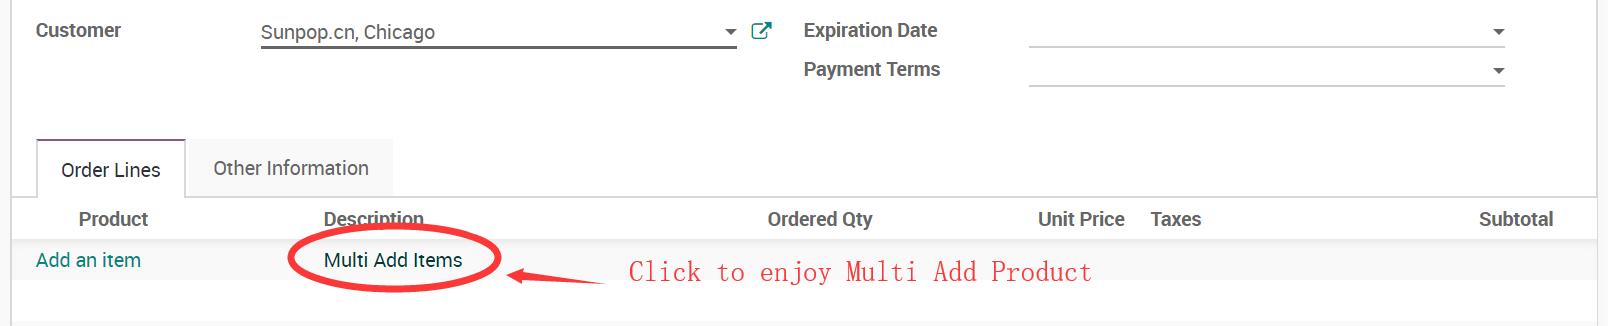 Customer Sunpop.cn, Chicago Expiration Date
Payment Terms
Order Lines Other Information
Product Description Ordered Qty Unit Price Taxes Subtotal
Add an item Multi Add Items Click to enjoy Multi Add Product